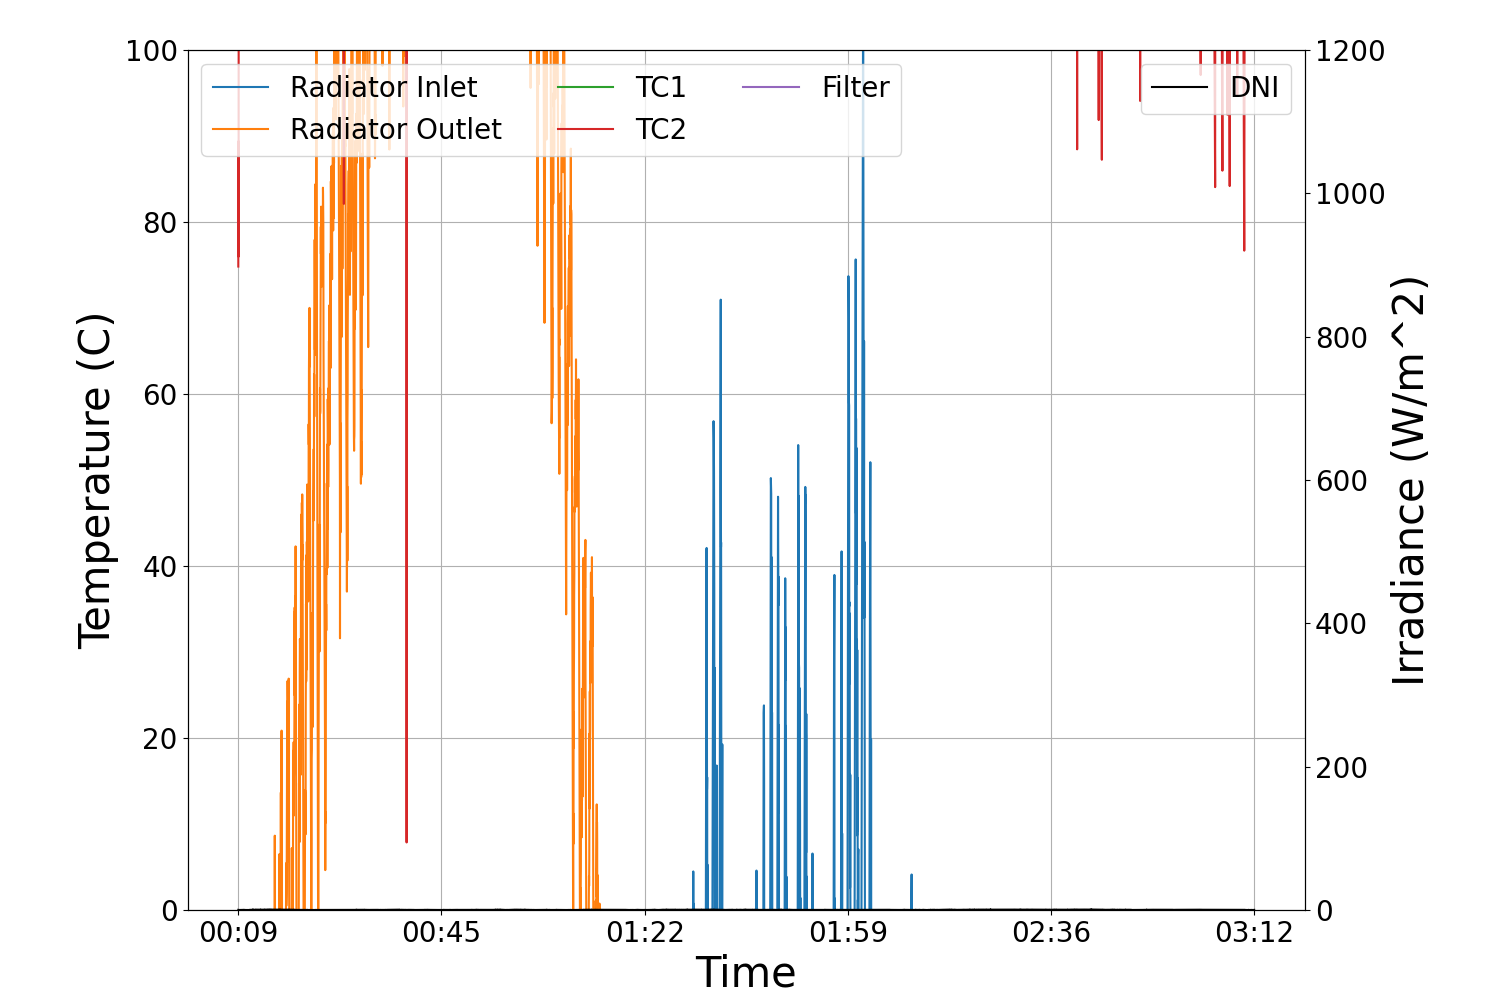 100
80
60
40
20
0
Temperature (C)
Radiator Inlet
Radiator Outlet
TC1
TC2
Filter
DNI
1200
1000
800
600
400
200
0
Irradiance (W/m^2)
00:09
00:45
01:22
01:59
02:36
03:12
Time